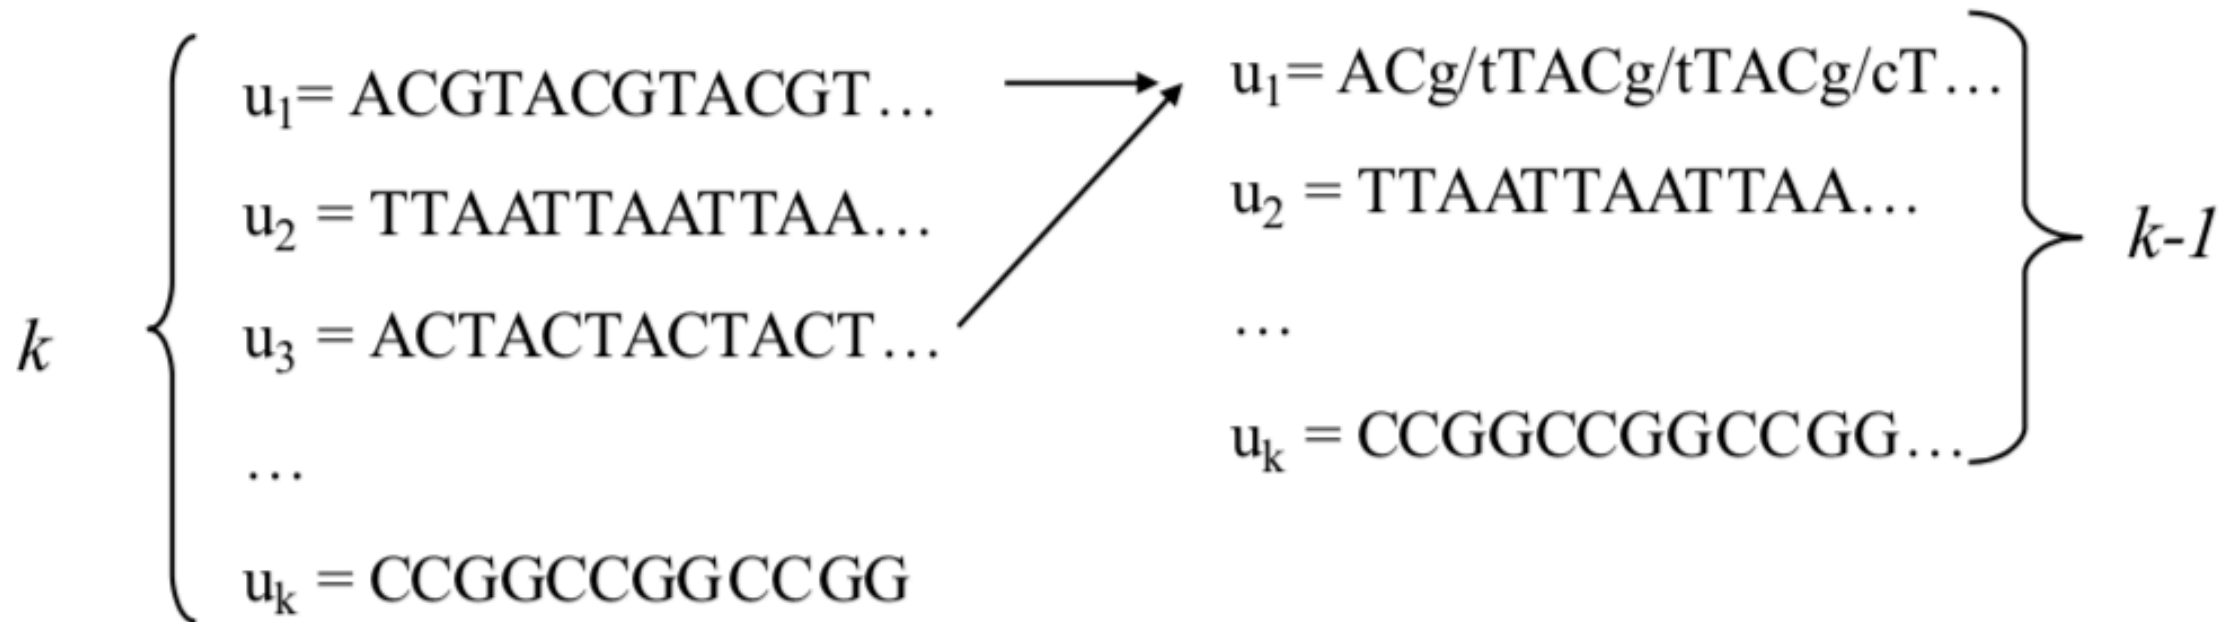 k
u₁= ACGTACGTACGT…
u₂ = TTAATTAATTAA…
u₃ = ACTACTACTACT…
…
uₖ = CCGGCCGGCCGG
u₁= ACg/tTACg/tTACg/cT…
u₂ = TTAATTAATTAA…
…
uₖ = CCGGCCGGCCGG…
k-1